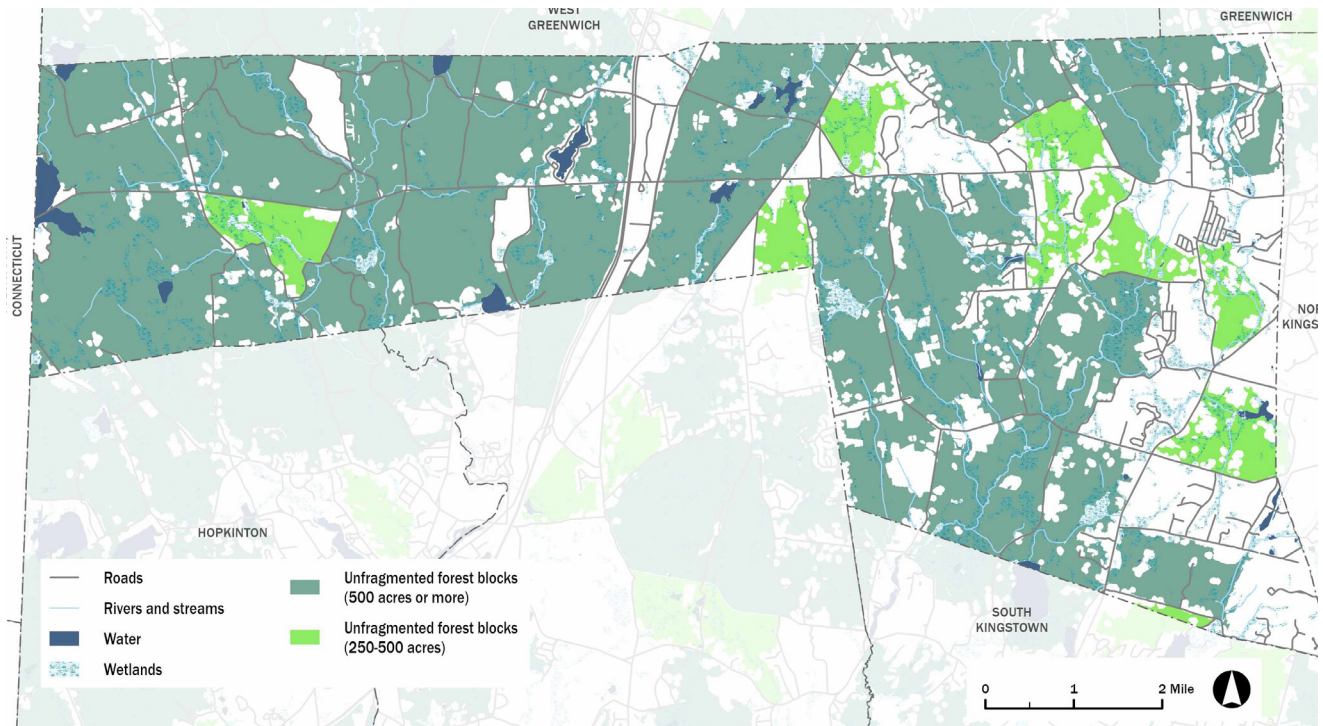 WEST
GREENWICH
GREENWICH
CONNECTICUT
NOR
KINGS
HOPKINTON
SOUTH
KINGSTOWN
Roads
Rivers and streams
Water
Wetlands
Unfragmented forest blocks
(500 acres or more)
Unfragmented forest blocks
(250-500 acres)
0 1 2 Mile